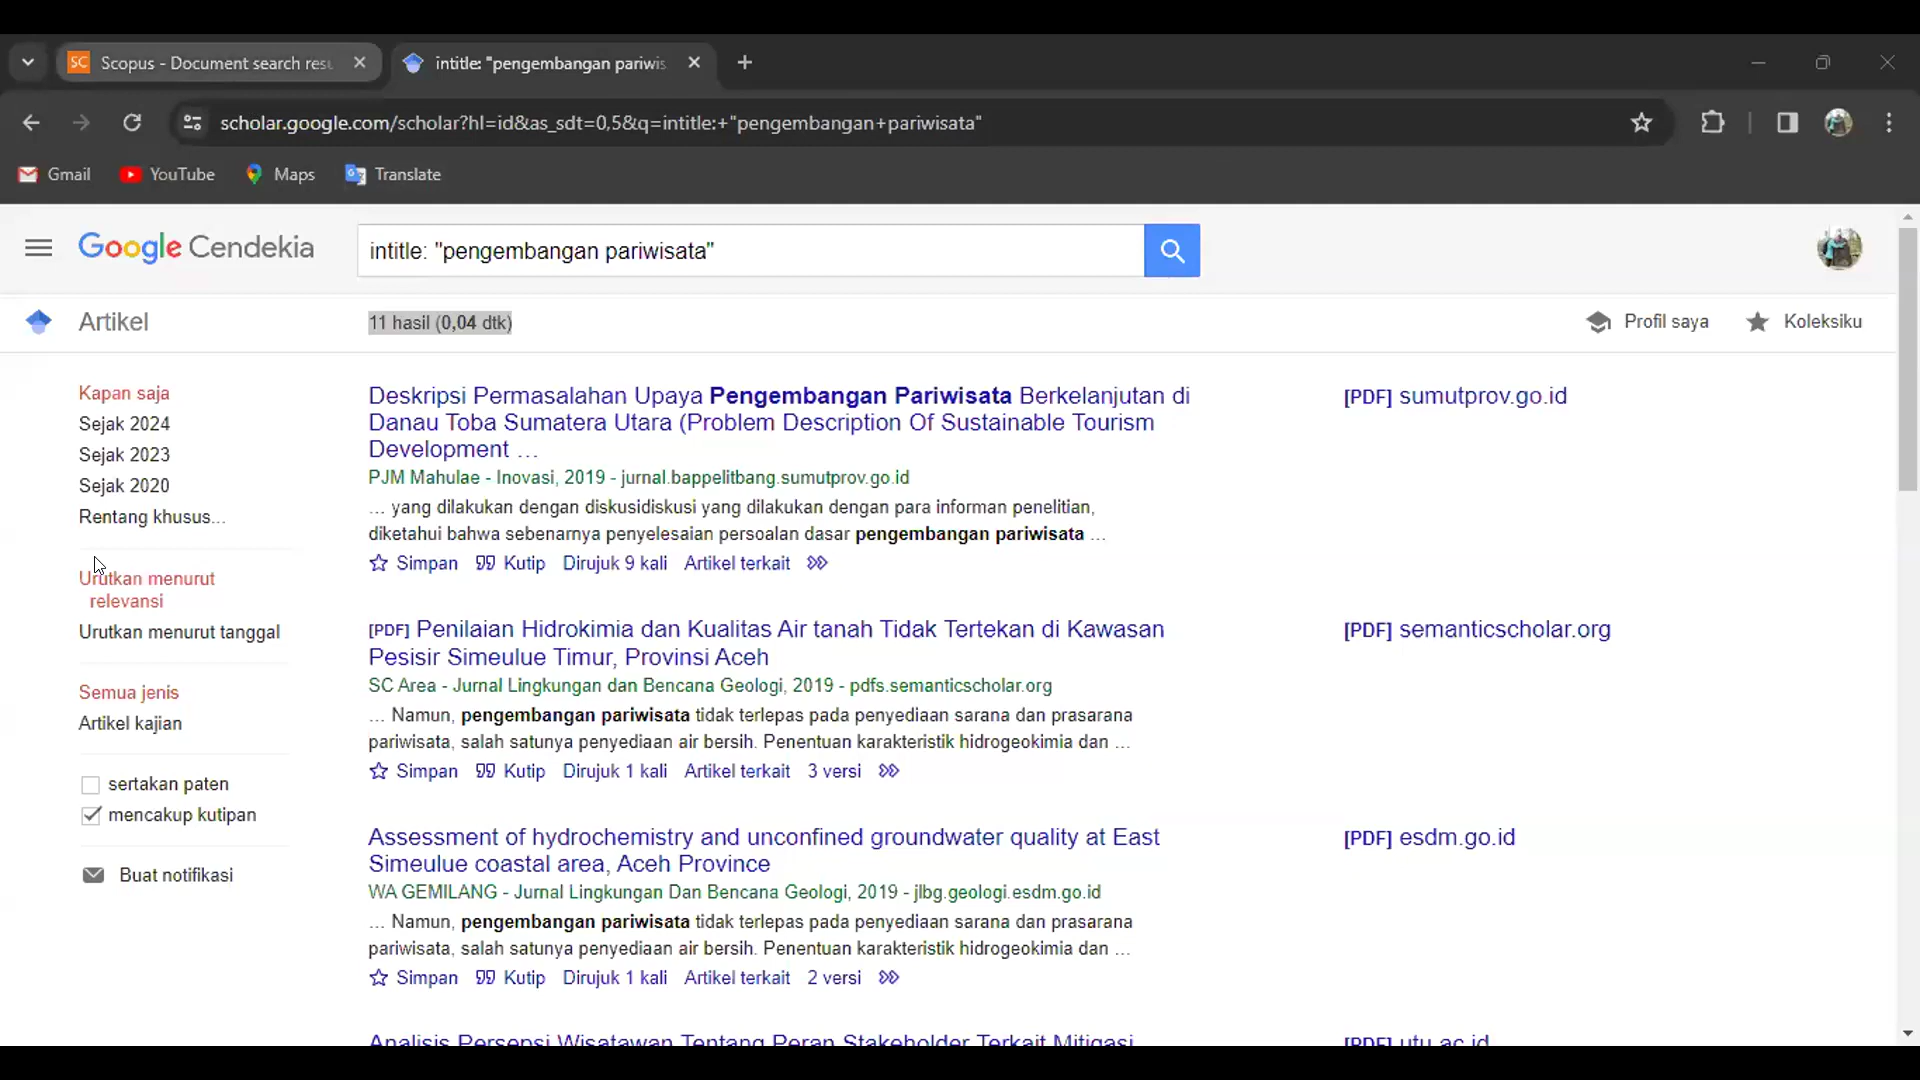 Scopus - Document search resu
intitle: "pengembangan pariwis
scholar.google.com/scholar?hl=id&as_sdt=0,5&q=intitle:+"pengembangan+pariwisata"
Gmail
YouTube
Maps
Translate
Google Cendekia
intitle: "pengembangan pariwisata"
Artikel
11 hasil (0,04 dtk)
Profil saya
Koleksiku
Kapan saja
Sejak 2024
Sejak 2023
Sejak 2020
Rentang khusus...
Urutkan menurut
relevansi
Urutkan menurut tanggal
Semua jenis
Artikel kajian
sertakan paten
mencakup kutipan
Buat notifikasi
Deskripsi Permasalahan Upaya Pengembangan Pariwisata Berkelanjutan di
Danau Toba Sumatera Utara (Problem Description Of Sustainable Tourism
Development …
PJM Mahulae - Inovasi, 2019 - jurnal.bappelitbang.sumutprov.go.id
… yang dilakukan dengan diskusidiskusi yang dilakukan dengan para informan penelitian,
diketahui bahwa sebenarnya penyelesaian persoalan dasar pengembangan pariwisata …
Simpan Kutip Dirujuk 9 kali Artikel terkait
[PDF] sumutprov.go.id
[PDF] Penilaian Hidrokimia dan Kualitas Air tanah Tidak Tertekan di Kawasan
Pesisir Simeulue Timur, Provinsi Aceh
SC Area - Jurnal Lingkungan dan Bencana Geologi, 2019 - pdfs.semanticscholar.org
… Namun, pengembangan pariwisata tidak terlepas pada penyediaan sarana dan prasarana
pariwisata, salah satunya penyediaan air bersih. Penentuan karakteristik hidrogeokimia dan …
Simpan Kutip Dirujuk 1 kali Artikel terkait 3 versi
[PDF] semanticscholar.org
Assessment of hydrochemistry and unconfined groundwater quality at East
Simeulue coastal area, Aceh Province
WA GEMILANG - Jurnal Lingkungan Dan Bencana Geologi, 2019 - jlbg.geologi.esdm.go.id
… Namun, pengembangan pariwisata tidak terlepas pada penyediaan sarana dan prasarana
pariwisata, salah satunya penyediaan air bersih. Penentuan karakteristik hidrogeokimia dan …
Simpan Kutip Dirujuk 1 kali Artikel terkait 2 versi
[PDF] esdm.go.id
Analisis Persepsi Wisatawan Tentang Peran Stakeholder Terkait Mitigasi
[PDF] utu.ac.id